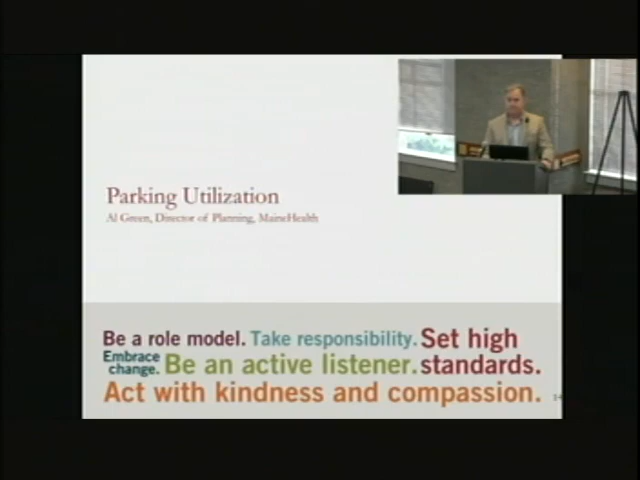 Parking Utilization
Al Green, Director of Planning, MaineHealth
Be a role model. Take responsibility. Set high
Embrace
change. Be an active listener. standards.
Act with kindness and compassion.